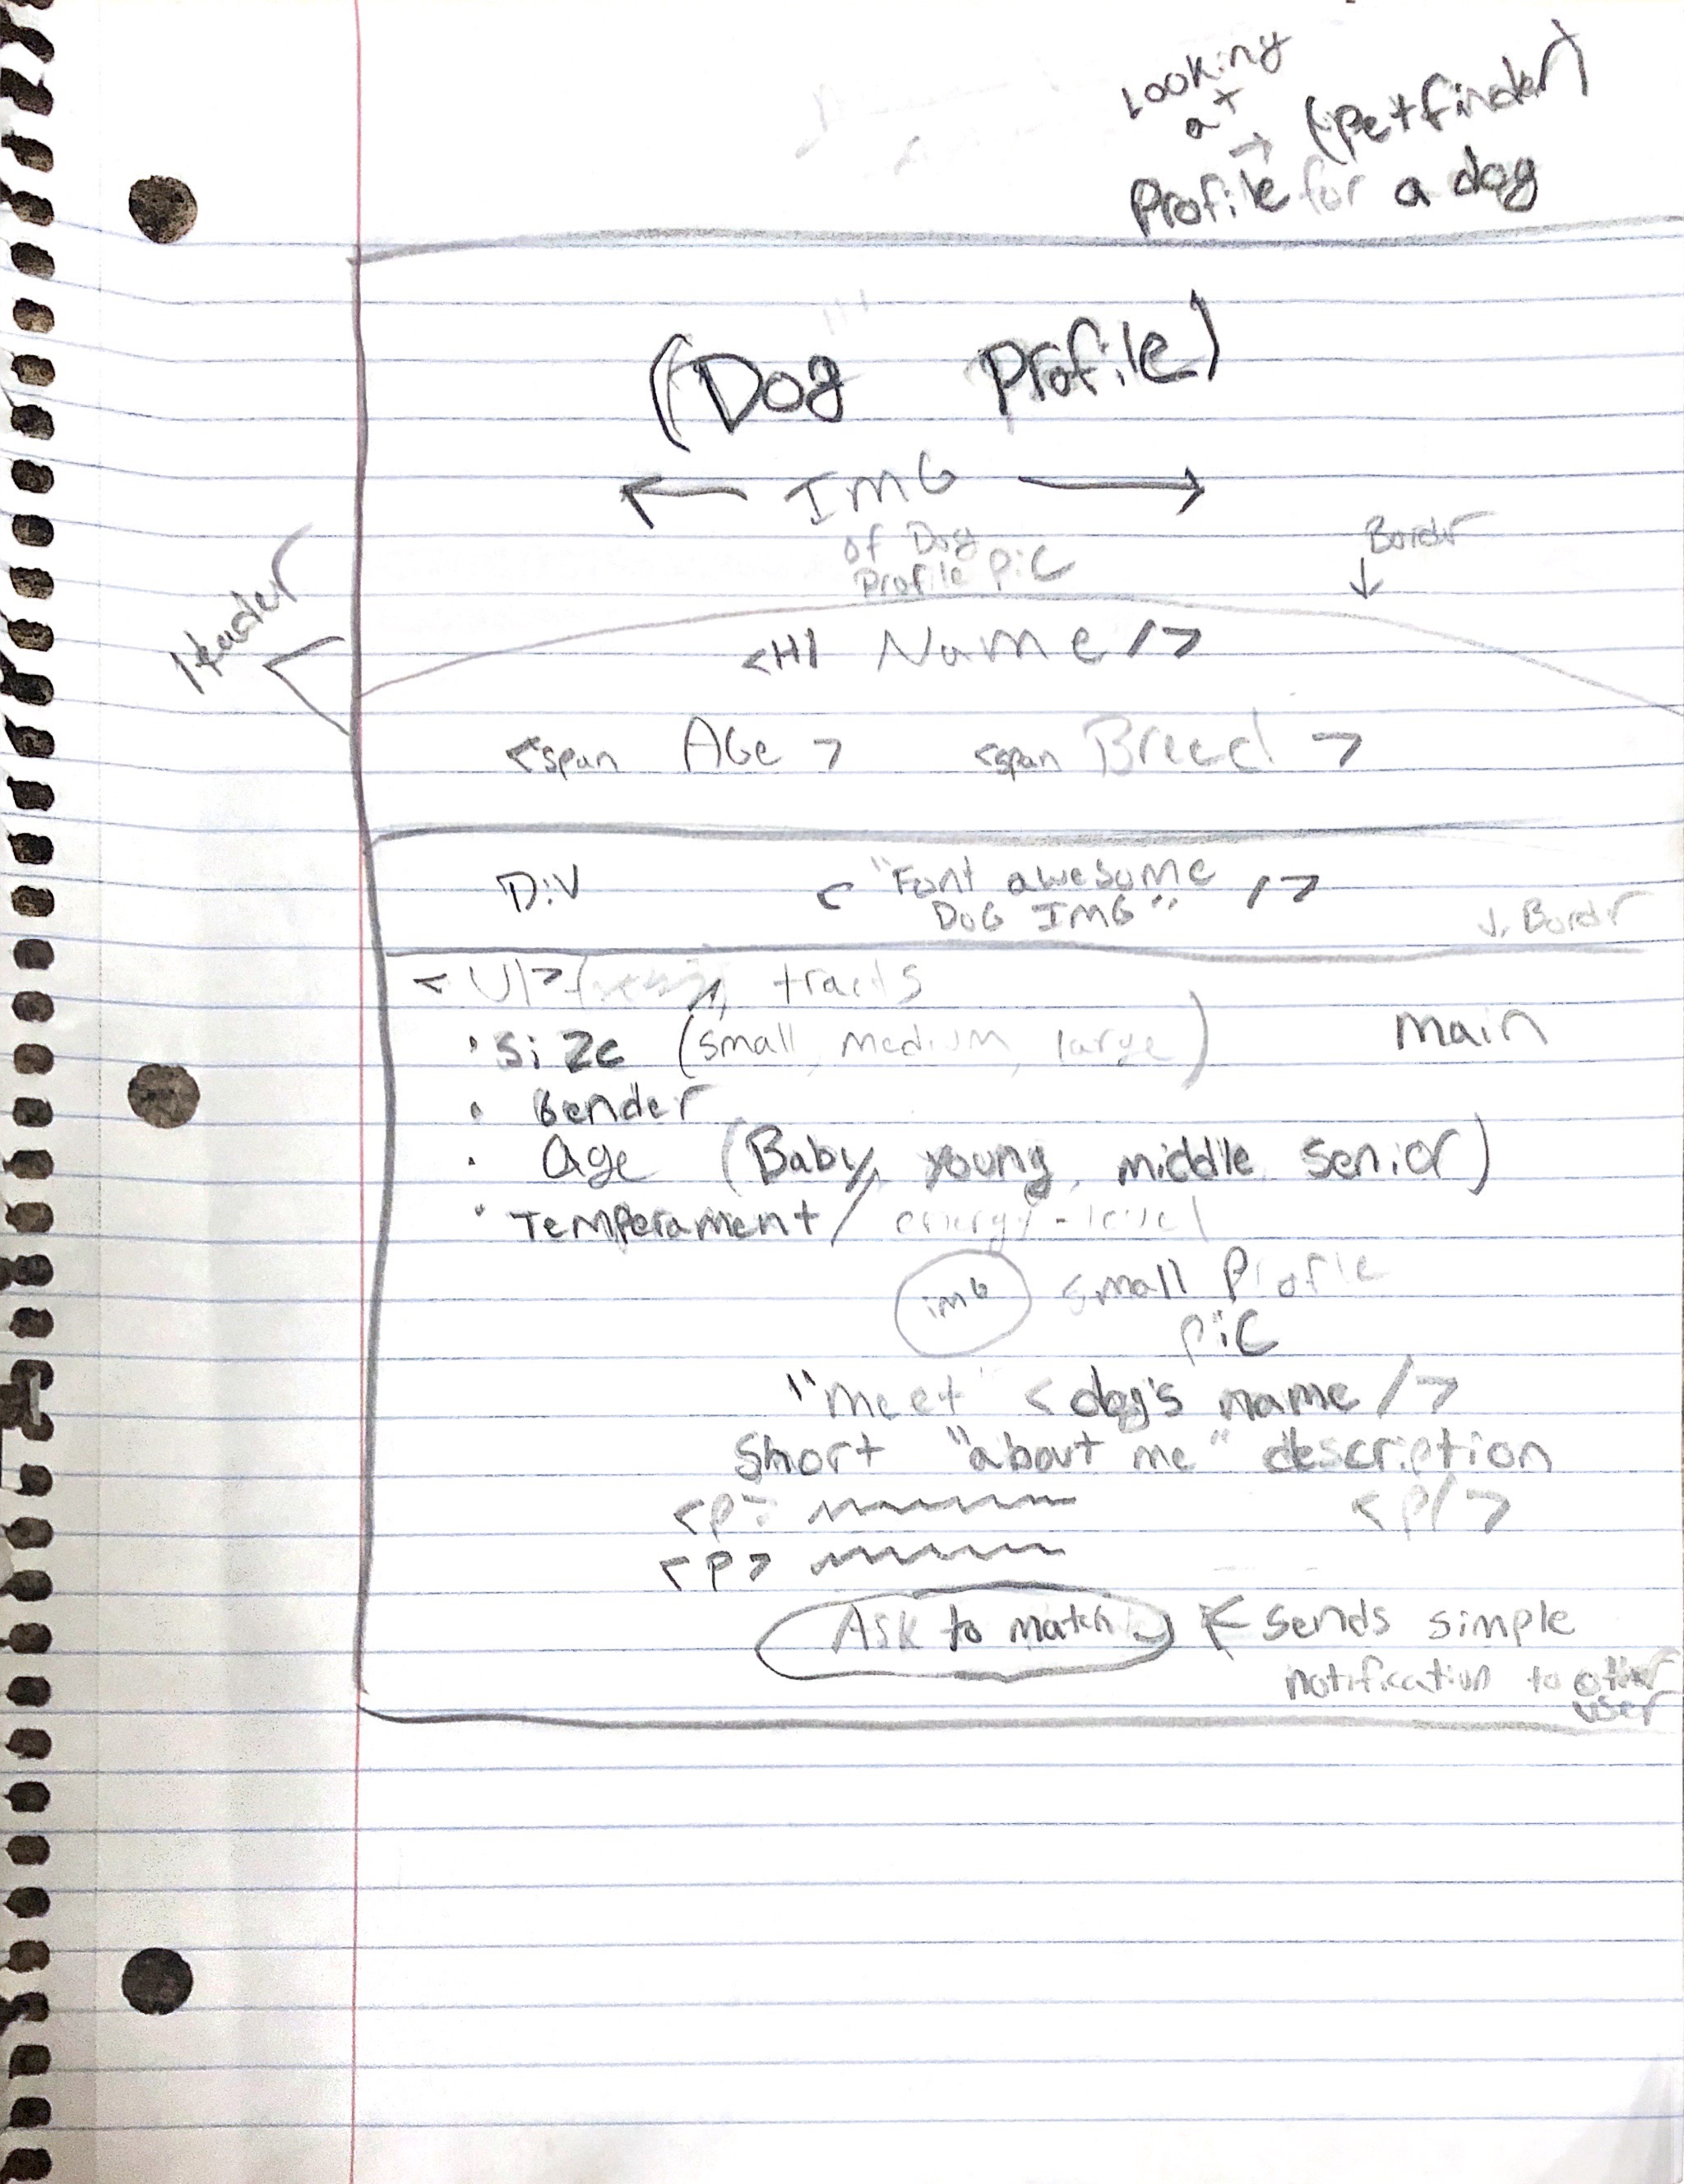 Looking
at
→ (petfinder)
Profile for a dog
(Dog Profile)
← IMG →
of Dog
Profile pic
Border
↓
Header
<H1 Name/>
<span Age > <span Breed >
Div < "Font awesome
DOG IMG" />
↓ Border
<Ul> traits
• Size (small, medium, large)
main
• Gender
• Age (Baby, young, middle, senior)
• Temperament/energy-level
img small Profile
pic
"meet" <dog's name/>
Short "about me" description
<p> <p/>
<p>
Ask to match ← sends simple
notification to other
user